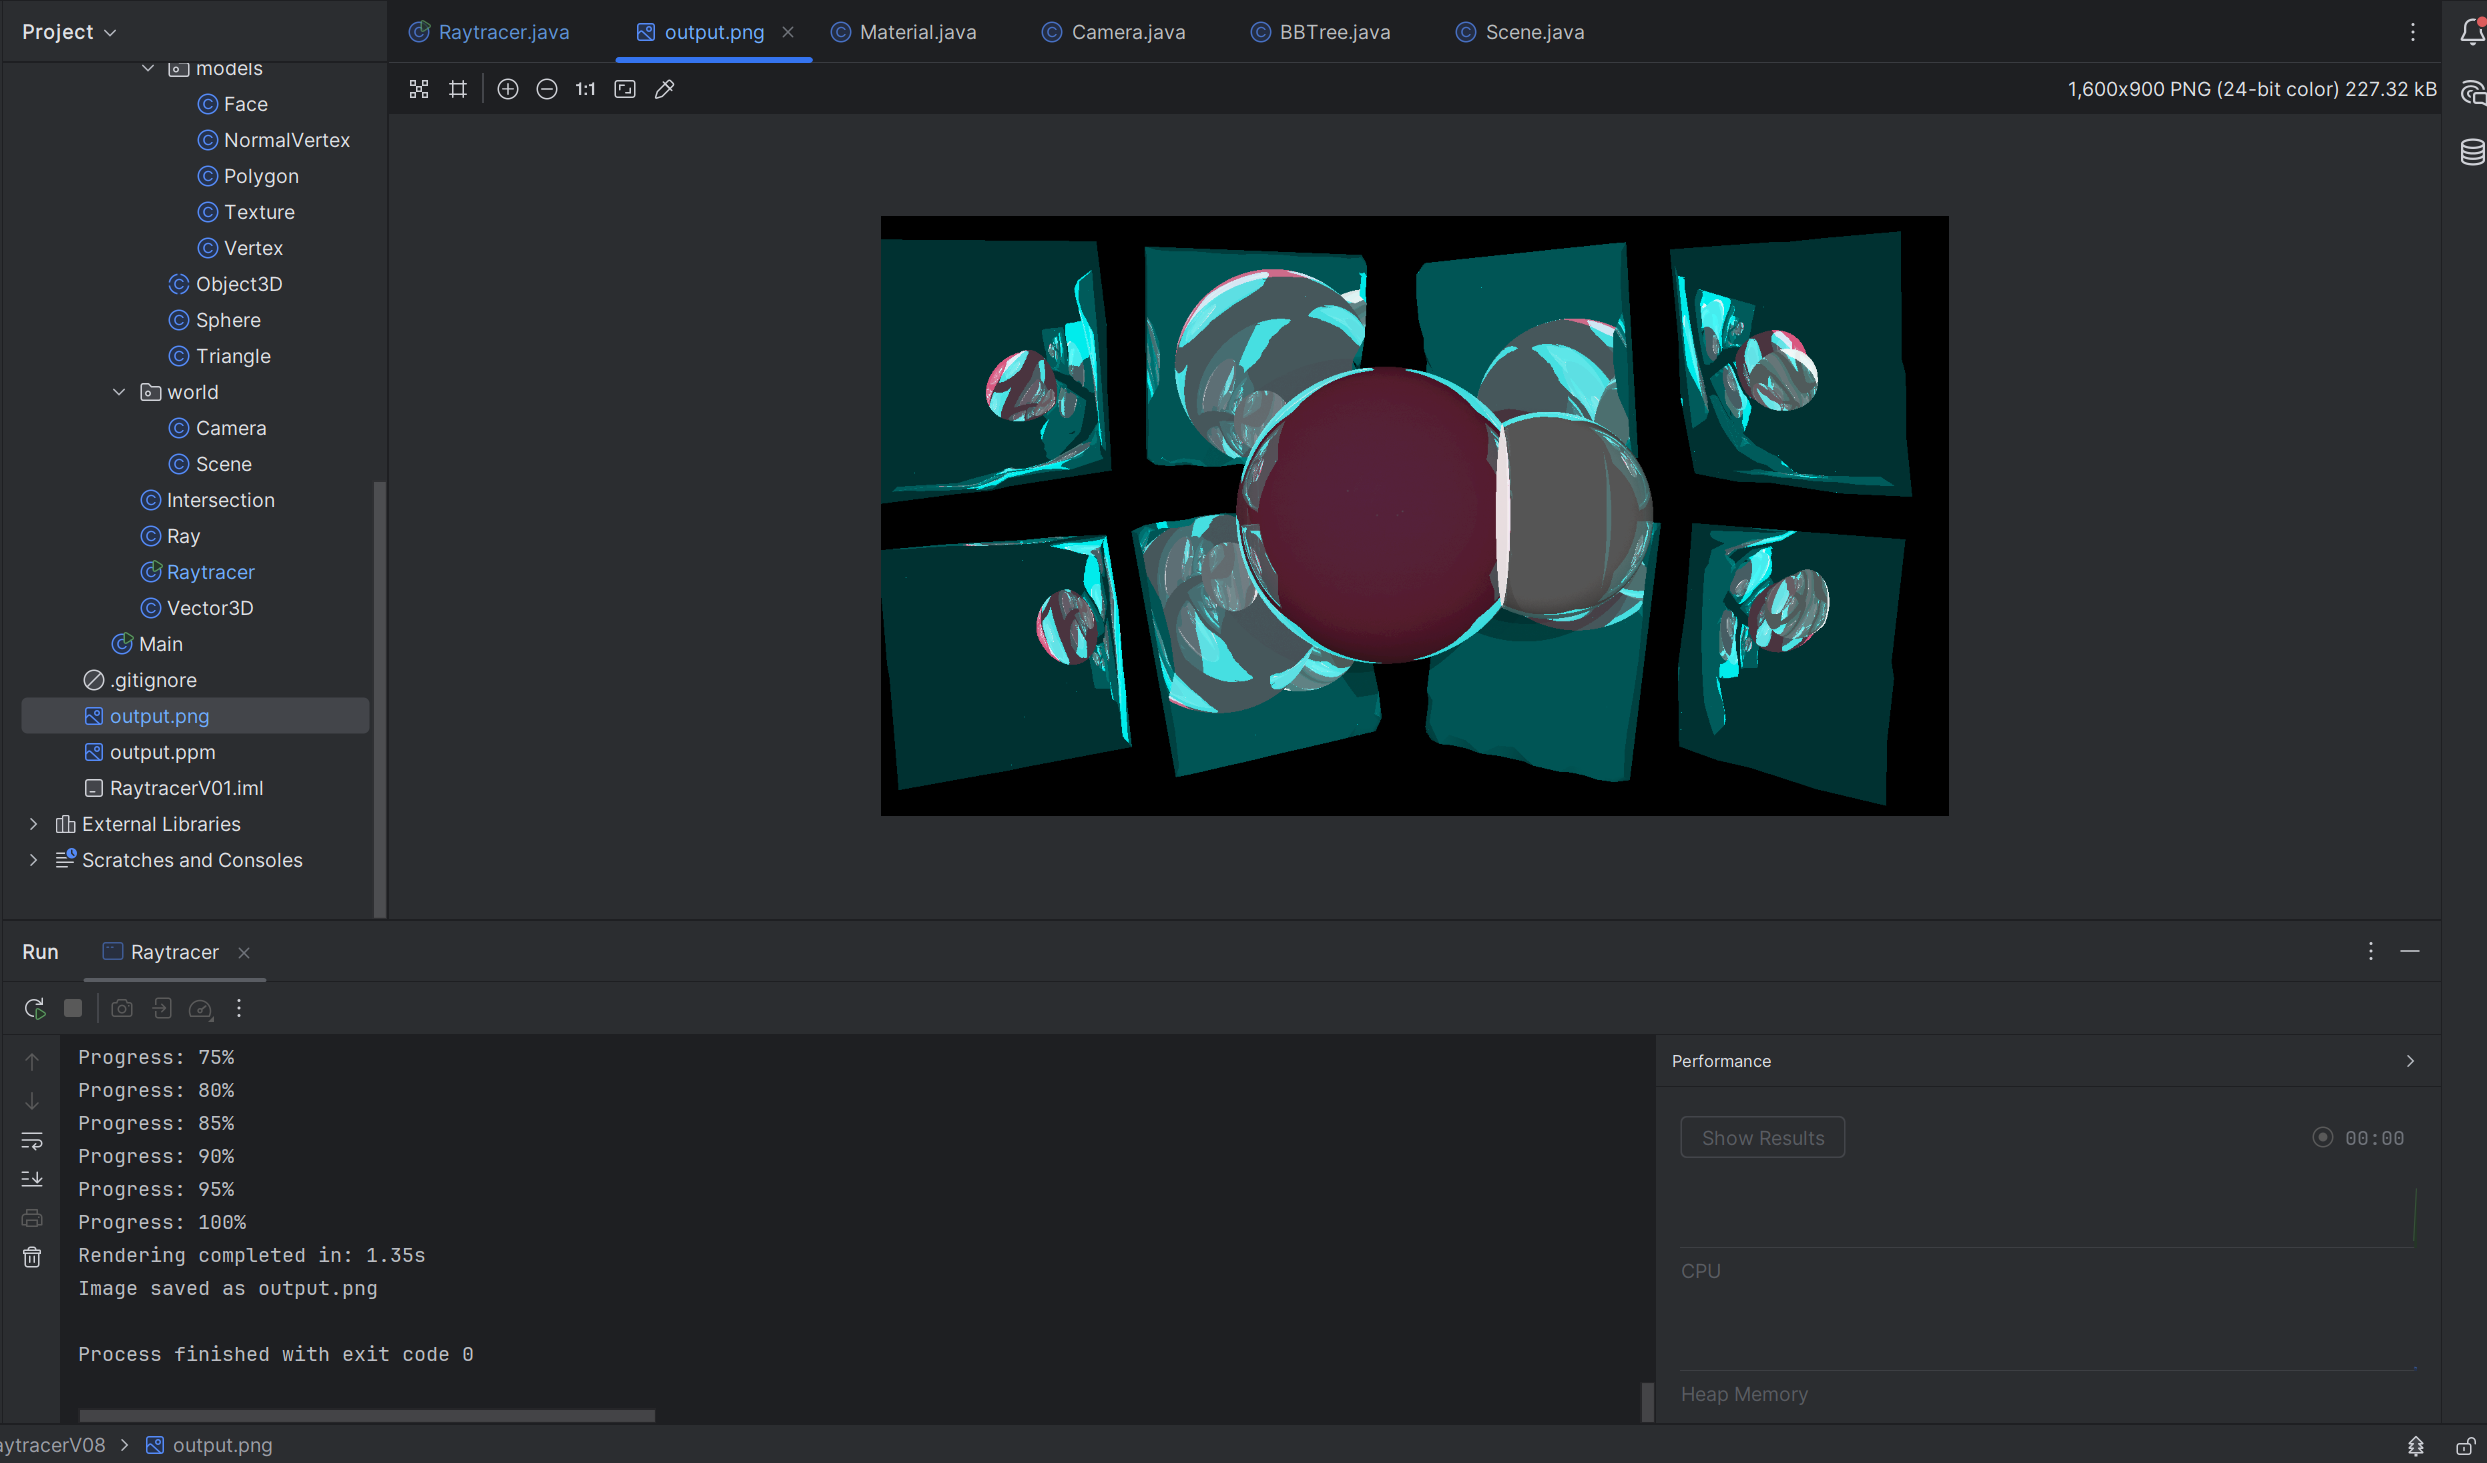 Project
models
Face
NormalVertex
Polygon
Texture
Vertex
Object3D
Sphere
Triangle
world
Camera
Scene
Intersection
Ray
Raytracer
Vector3D
Main
.gitignore
output.png
output.ppm
RaytracerV01.iml
External Libraries
Scratches and Consoles
Raytracer.java
output.png
Material.java
Camera.java
BBTree.java
Scene.java
1:1
1,600x900 PNG (24-bit color) 227.32 kB
Run
Raytracer
Progress: 75%
Progress: 80%
Progress: 85%
Progress: 90%
Progress: 95%
Progress: 100%
Rendering completed in: 1.35s
Image saved as output.png
Process finished with exit code 0
Performance
Show Results
00:00
CPU
Heap Memory
aytracerV08
output.png